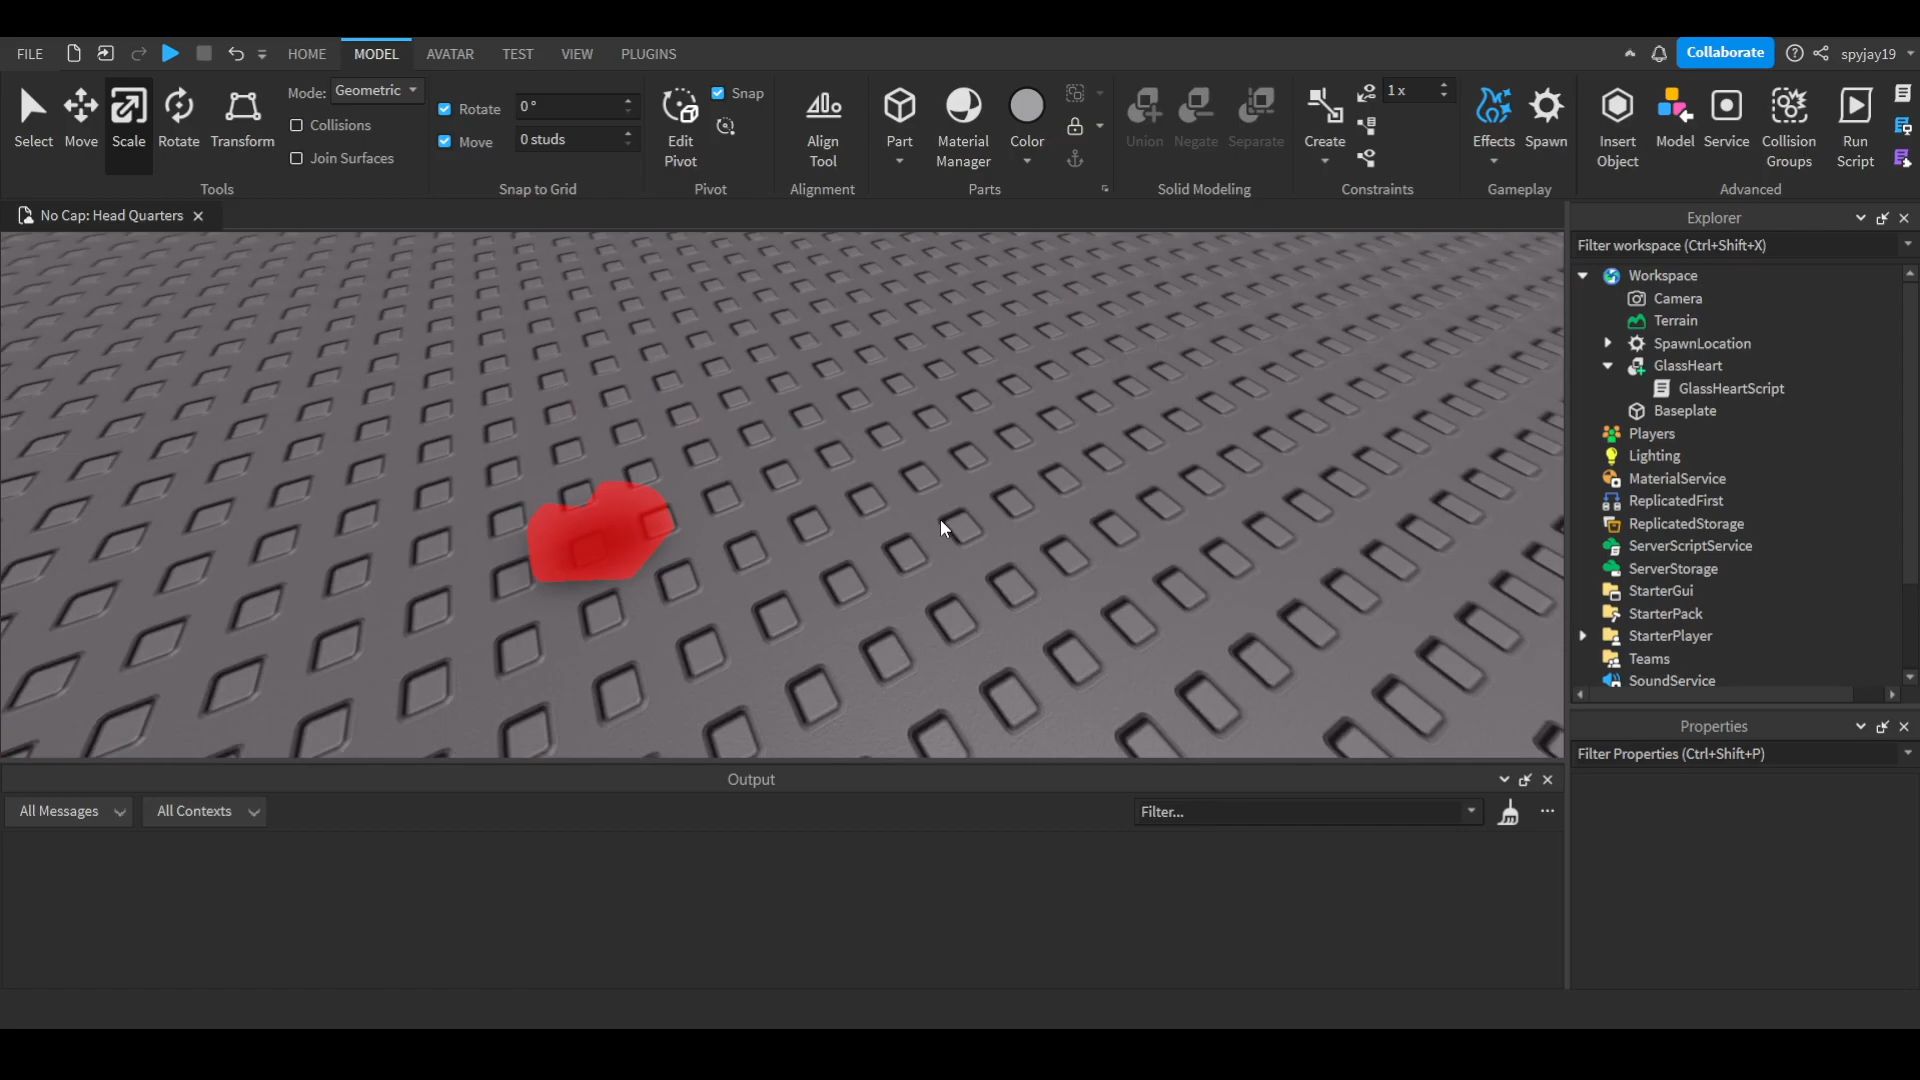 FILE HOME MODEL AVATAR TEST VIEW PLUGINS Collaborate spyjay19
Select Move Scale Rotate Transform
Mode: Geometric
Collisions
Join Surfaces
Tools
Rotate 0 °
Move 0 studs
Snap to Grid
Edit
Pivot
Snap
Pivot
Align
Tool
Alignment
Part
Material
Manager
Color
Parts
Union Negate Separate
Solid Modeling
Create
1 x
Constraints
Effects Spawn
Gameplay
Insert
Object
Model Service
Collision
Groups
Run
Script
Advanced
No Cap: Head Quarters
Explorer
Filter workspace (Ctrl+Shift+X)
Workspace
Camera
Terrain
SpawnLocation
GlassHeart
GlassHeartScript
Baseplate
Players
Lighting
MaterialService
ReplicatedFirst
ReplicatedStorage
ServerScriptService
ServerStorage
StarterGui
StarterPack
StarterPlayer
Teams
SoundService
Properties
Filter Properties (Ctrl+Shift+P)
Output
All Messages All Contexts Filter...